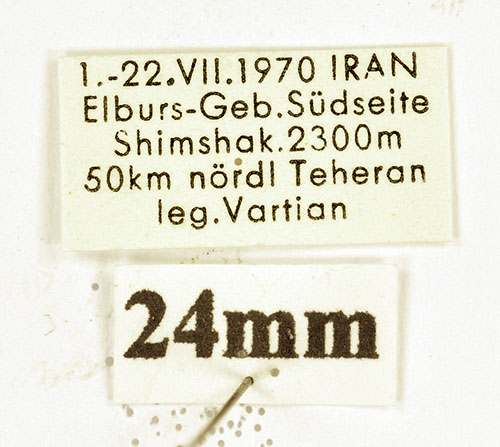 1.-22.VII.1970 IRAN
Elburs-Geb.Südseite
Shimshak.2300m
50km nördl Teheran
leg.Vartian
24mm